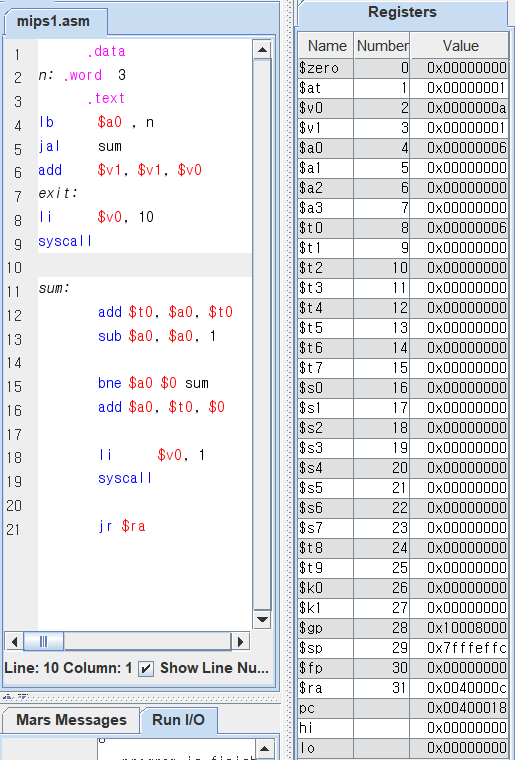 mips1.asm
1 .data
2 n: .word 3
3 .text
4 lb $a0 , n
5 jal sum
6 add $v1, $v1, $v0
7 exit:
8 li $v0, 10
9 syscall
10
11 sum:
12 add $t0, $a0, $t0
13 sub $a0, $a0, 1
14
15 bne $a0 $0 sum
16 add $a0, $t0, $0
17
18 li $v0, 1
19 syscall
20
21 jr $ra
Line: 10 Column: 1 Show Line Nu...
Mars Messages Run I/O
Registers
Name Number Value
$zero 0 0x00000000
$at 1 0x00000001
$v0 2 0x0000000a
$v1 3 0x00000001
$a0 4 0x00000006
$a1 5 0x00000000
$a2 6 0x00000000
$a3 7 0x00000000
$t0 8 0x00000006
$t1 9 0x00000000
$t2 10 0x00000000
$t3 11 0x00000000
$t4 12 0x00000000
$t5 13 0x00000000
$t6 14 0x00000000
$t7 15 0x00000000
$s0 16 0x00000000
$s1 17 0x00000000
$s2 18 0x00000000
$s3 19 0x00000000
$s4 20 0x00000000
$s5 21 0x00000000
$s6 22 0x00000000
$s7 23 0x00000000
$t8 24 0x00000000
$t9 25 0x00000000
$k0 26 0x00000000
$k1 27 0x00000000
$gp 28 0x10008000
$sp 29 0x7fffeffc
$fp 30 0x00000000
$ra 31 0x0040000c
pc 0x00400018
hi 0x00000000
lo 0x00000000